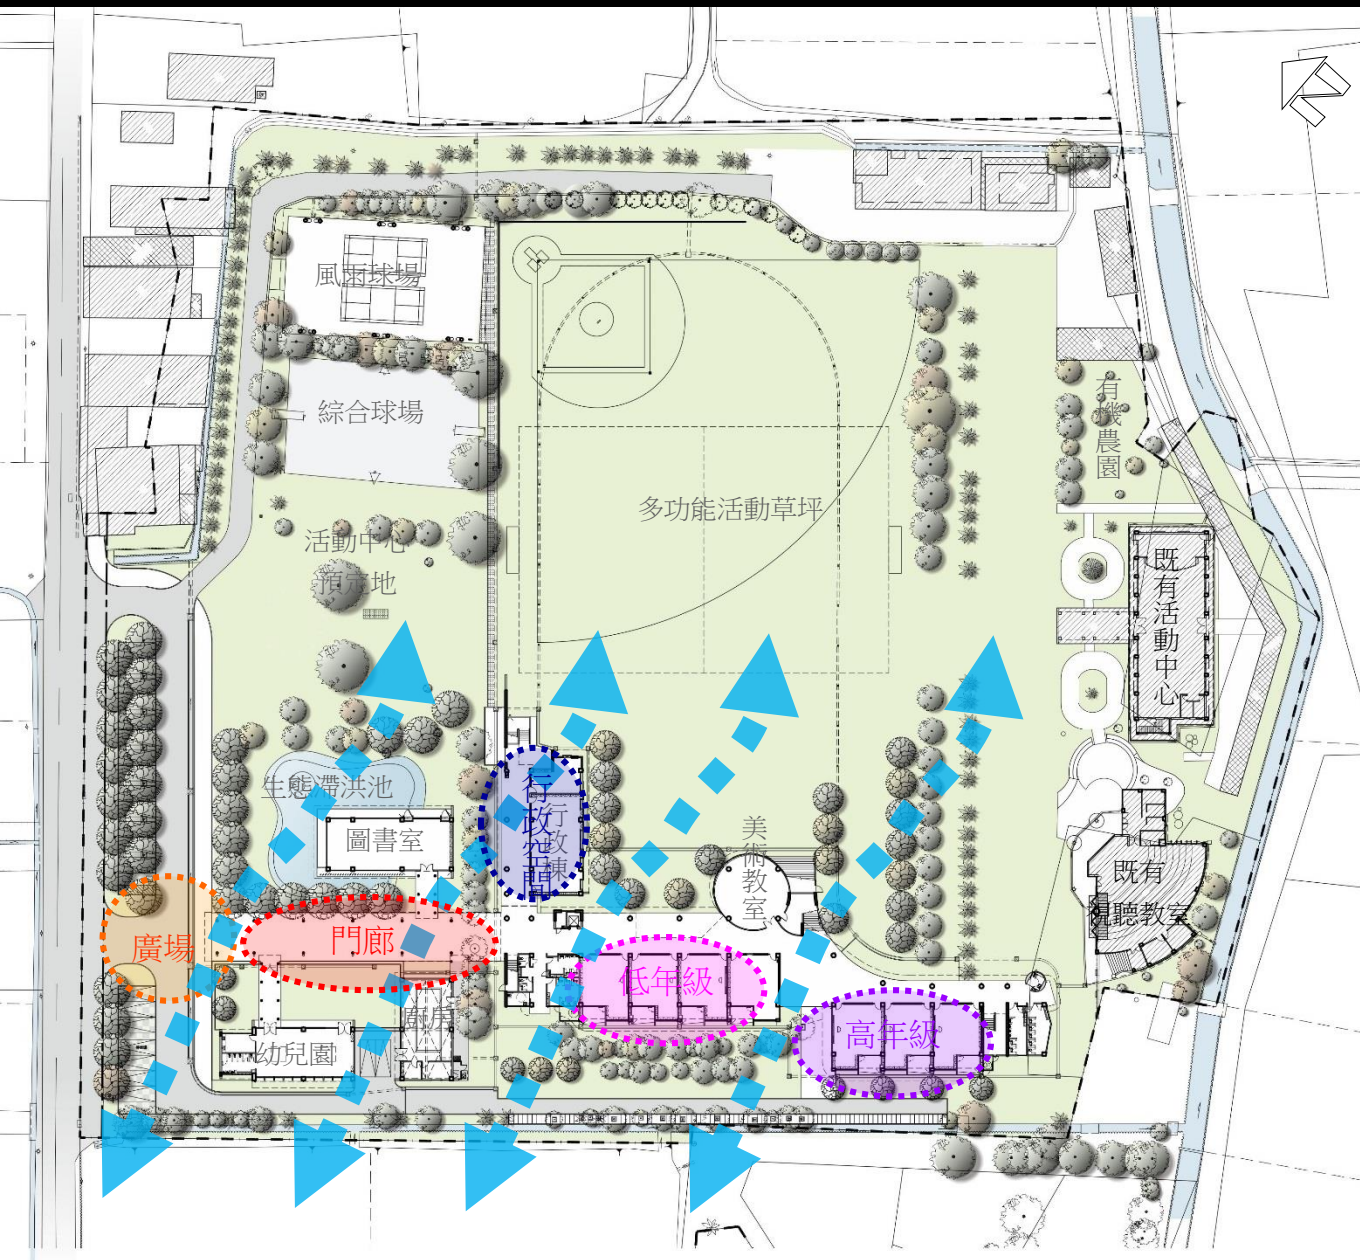 風雨球場
綜合球場
有機農園
多功能活動草坪
活動中心
預定地
既有活動中心
生態滯洪池
圖書室
行政空間
行政棟
美術教室
既有
視聽教室
廣場
門廊
低年級
廚房
幼兒園
高年級